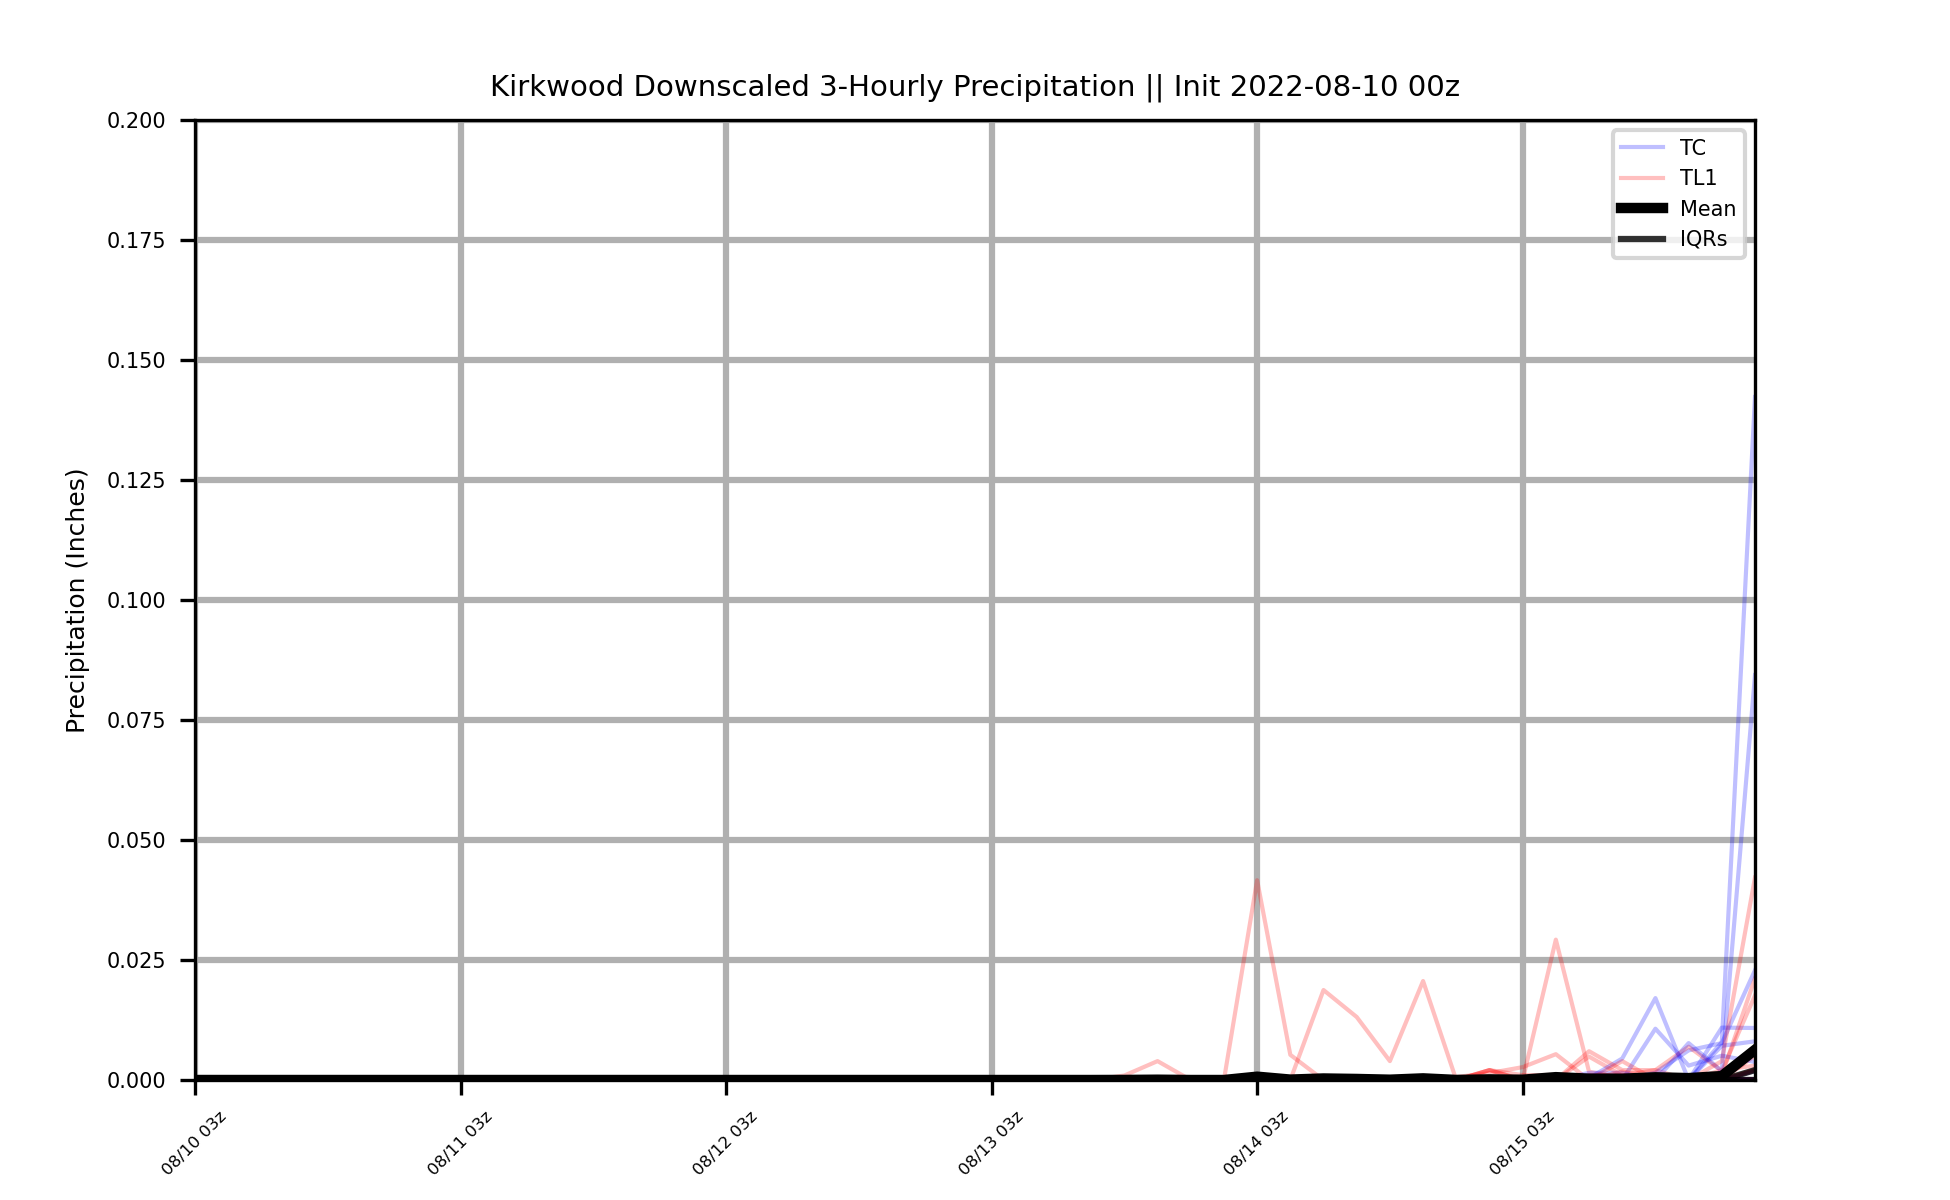 Kirkwood Downscaled 3-Hourly Precipitation || Init 2022-08-10 00z
0.200
0.175
0.150
0.125
0.100
0.075
0.050
0.025
0.000
Precipitation (Inches)
TC
TL1
Mean
IQRs
08/10 03z
08/11 03z
08/12 03z
08/13 03z
08/14 03z
08/15 03z